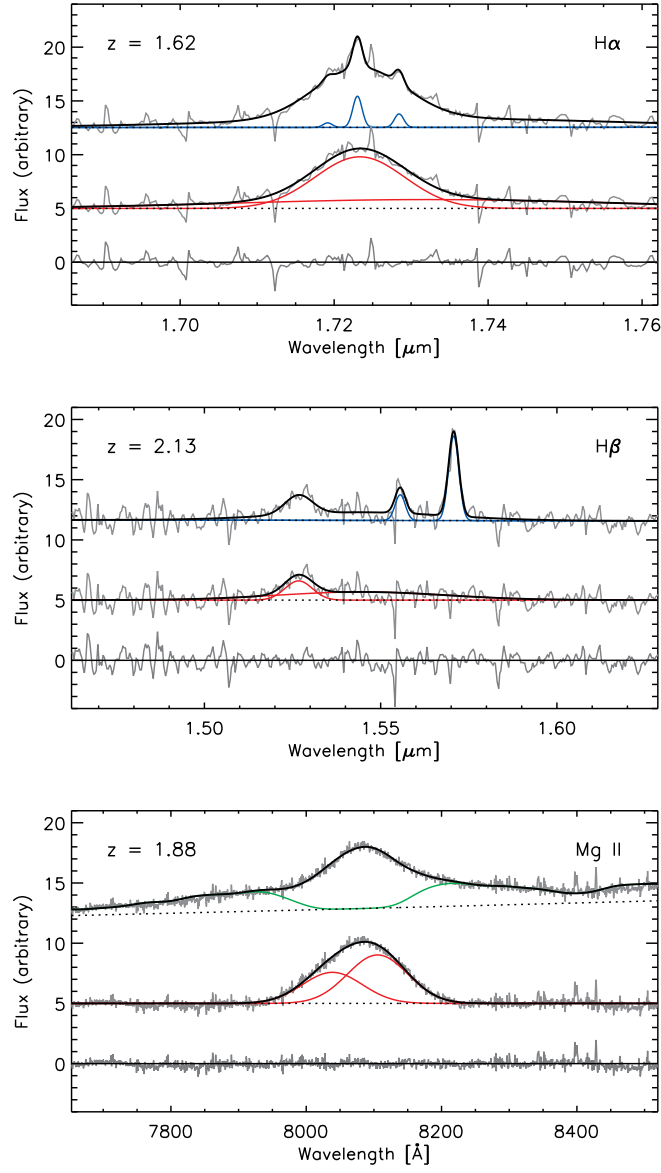 z = 1.62
Hα
20
15
10
5
0
Flux (arbitrary)
1.70
1.72
1.74
1.76
Wavelength [μm]
z = 2.13
Hβ
20
15
10
5
0
Flux (arbitrary)
1.50
1.55
1.60
Wavelength [μm]
z = 1.88
Mg II
20
15
10
5
0
Flux (arbitrary)
7800
8000
8200
8400
Wavelength [Å]